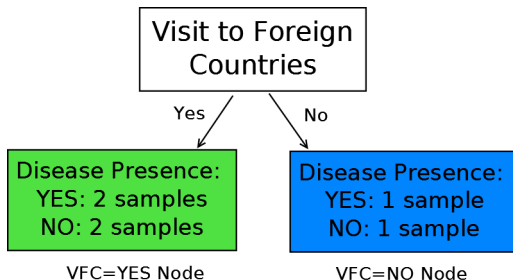 Visit to Foreign
Countries
Yes
No
Disease Presence:
YES: 2 samples
NO: 2 samples
Disease Presence:
YES: 1 sample
NO: 1 sample
VFC=YES Node
VFC=NO Node